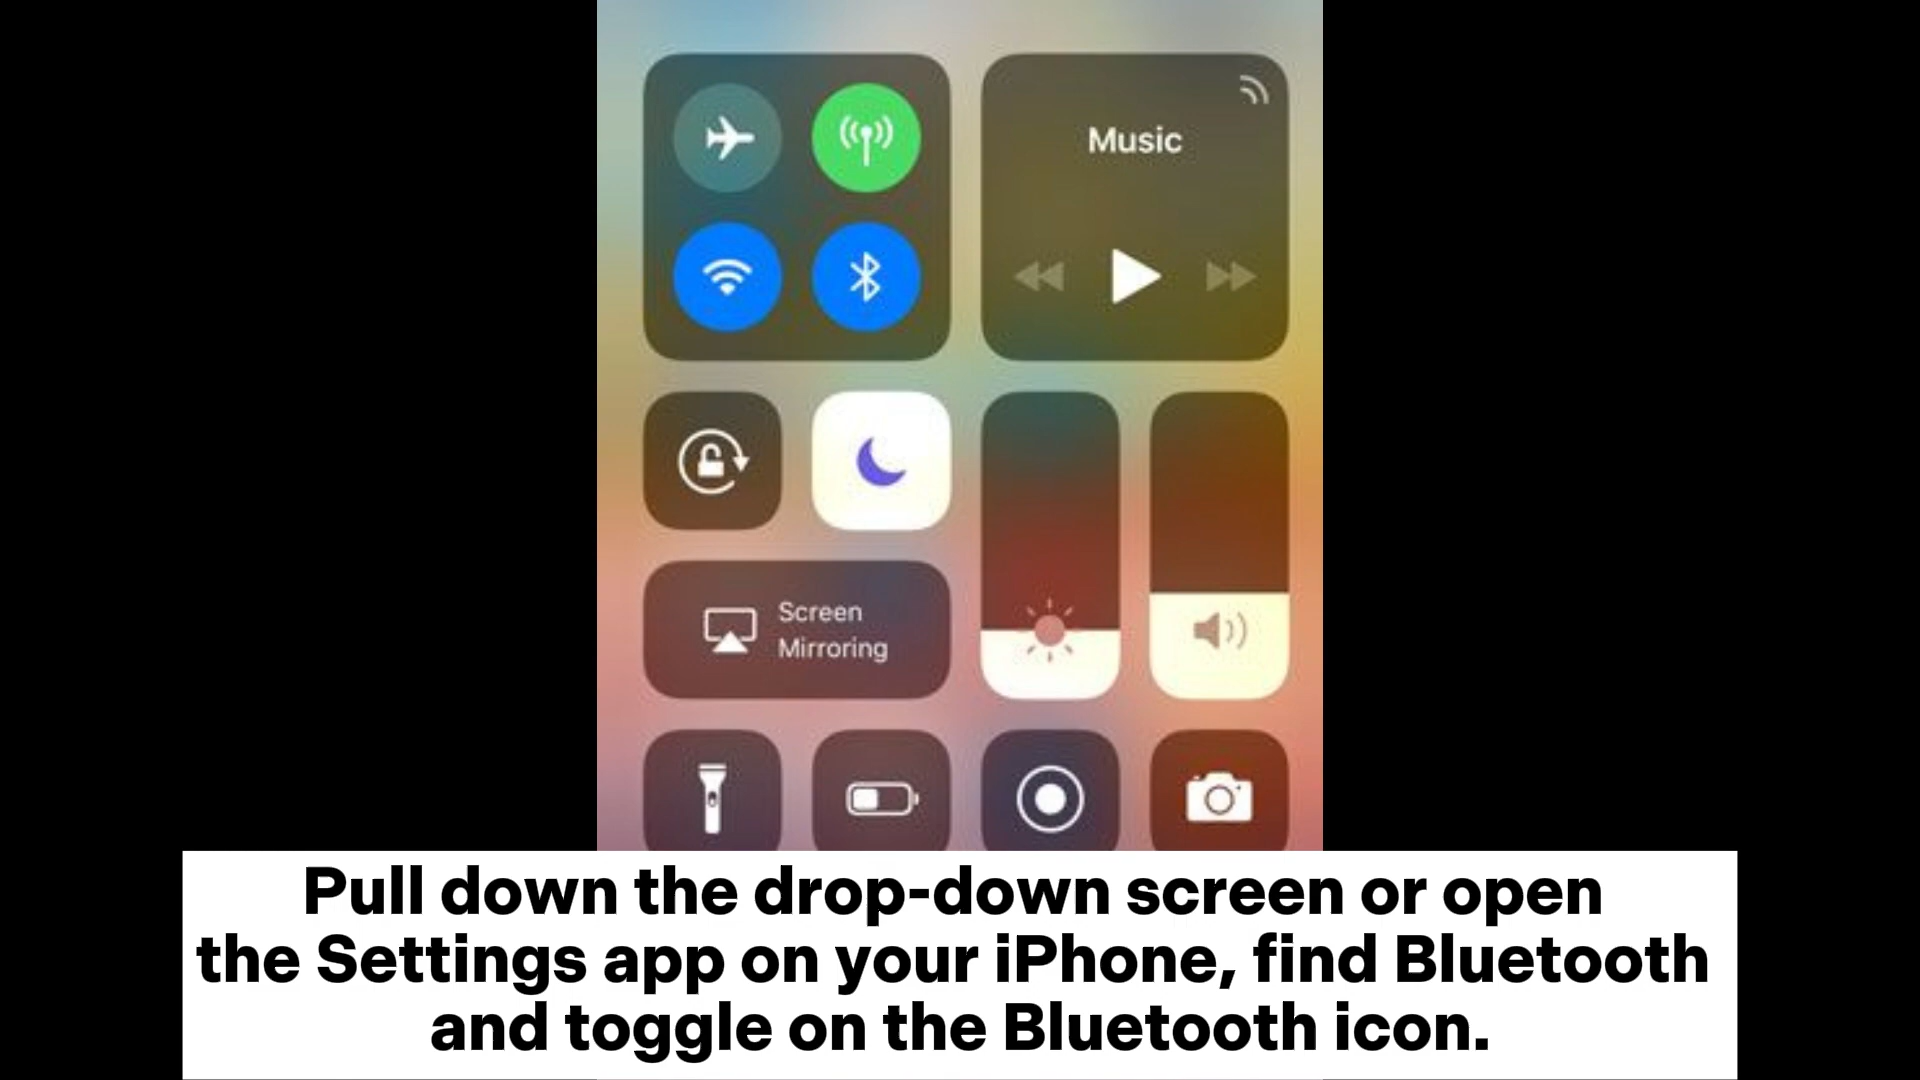 Music
Screen
Mirroring
Pull down the drop-down screen or open
the Settings app on your iPhone, find Bluetooth
and toggle on the Bluetooth icon.